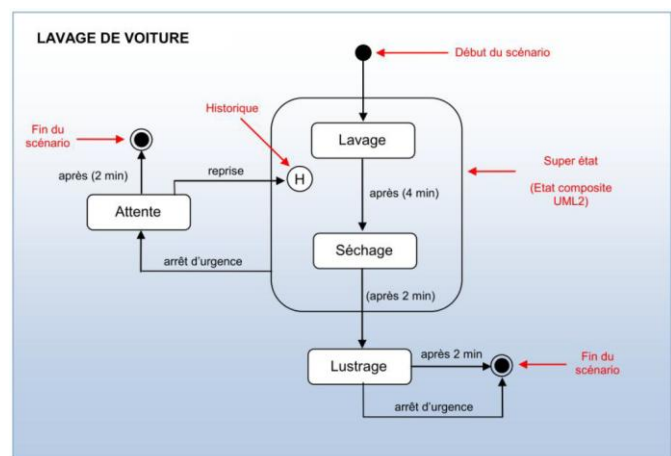 LAVAGE DE VOITURE
Début du scénario
Historique
Fin du
scénario
Lavage
Super état
(Etat composite
UML2)
après (2 min)
reprise
H
après (4 min)
Attente
Séchage
arrêt d'urgence
(après 2 min)
Lustrage
après 2 min
Fin du
scénario
arrêt d'urgence